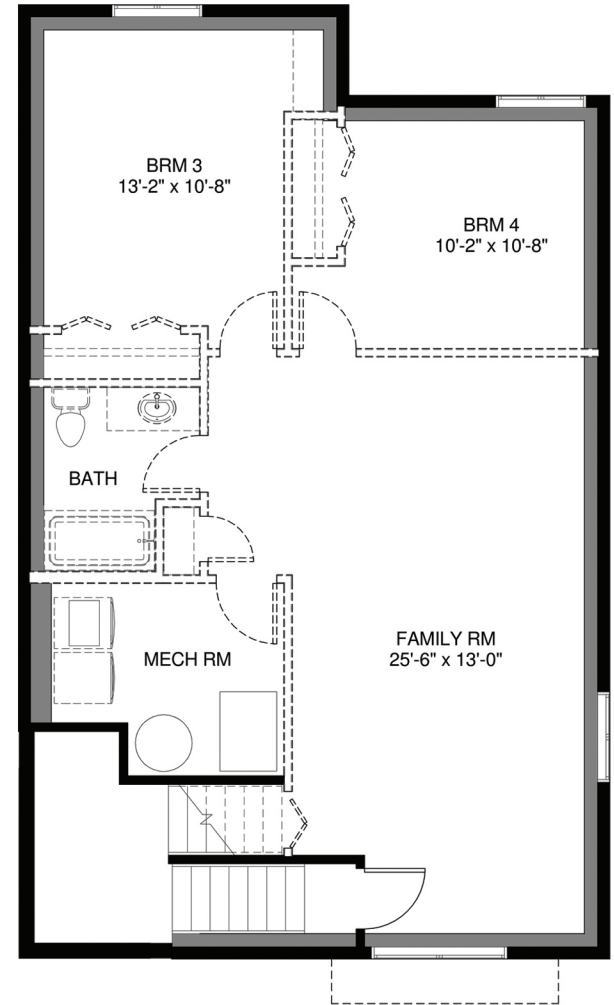 BRM 3
13'-2" x 10'-8"
BRM 4
10'-2" x 10'-8"
BATH
FAMILY RM
25'-6" x 13'-0"
MECH RM